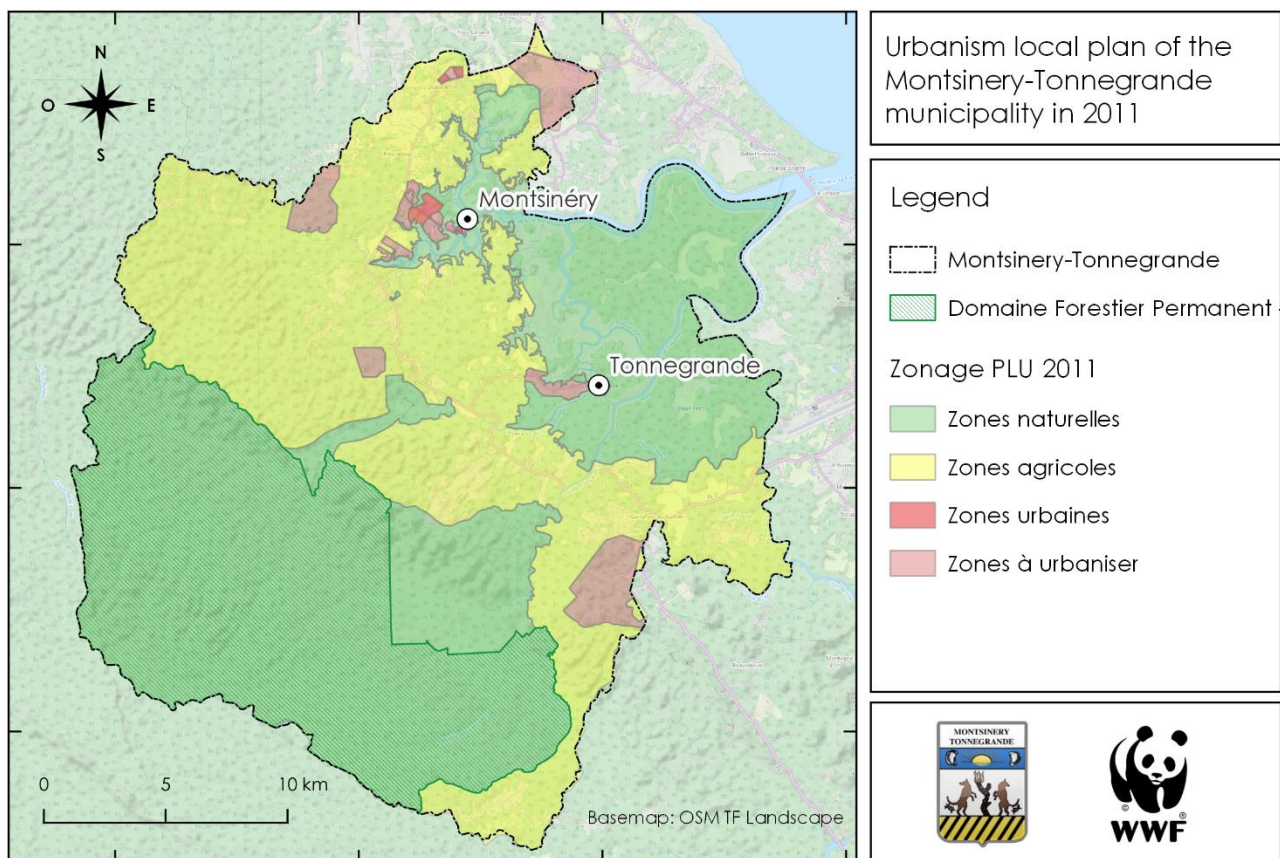 Urbanism local plan of the
Montsinery-Tonnegrande
municipality in 2011
N
O
E
S
Montsinéry
Tonnegrande
0
5
10 km
Basemap: OSM TF Landscape
Legend
Montsinery-Tonnegrande
Domaine Forestier Permanent -
Zonage PLU 2011
Zones naturelles
Zones agricoles
Zones urbaines
Zones à urbaniser
MONTSINERY
TONNEGRANDE
©
WWF